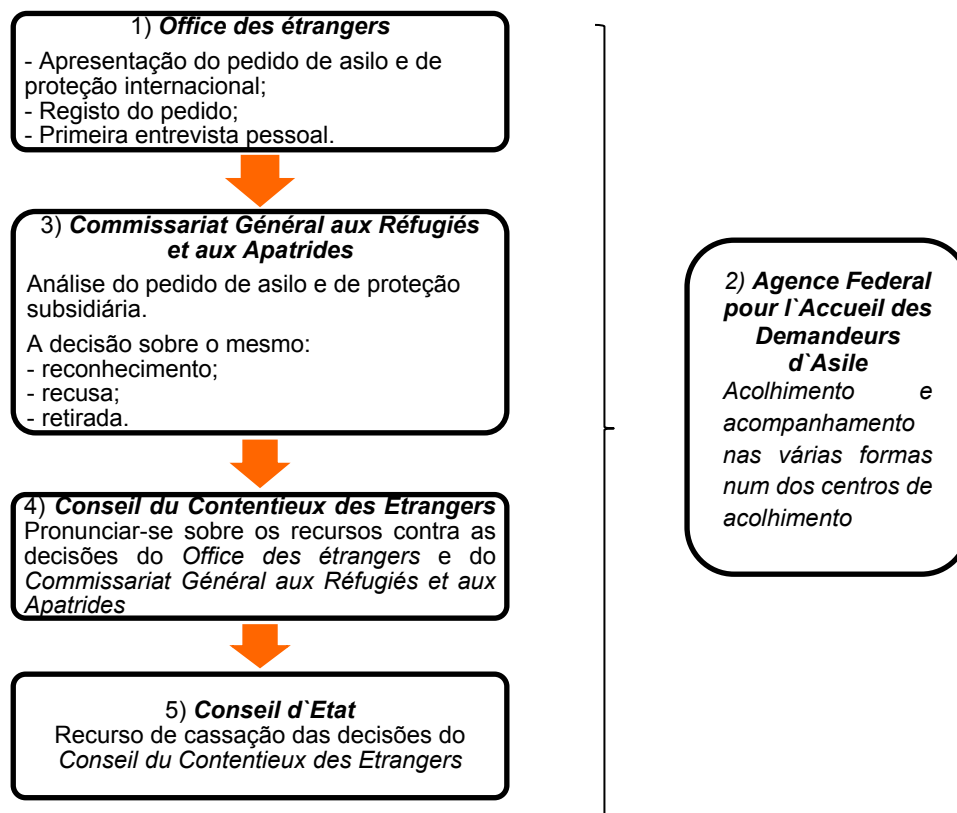 1) Office des étrangers
- Apresentação do pedido de asilo e de
proteção internacional;
- Registo do pedido;
- Primeira entrevista pessoal.
3) Commissariat Général aux Réfugiés
et aux Apatrides
Análise do pedido de asilo e de proteção
subsidiária.
A decisão sobre o mesmo:
- reconhecimento;
- recusa;
- retirada.
4) Conseil du Contentieux des Etrangers
Pronunciar-se sobre os recursos contra as
decisões do Office des étrangers e do
Commissariat Général aux Réfugiés et aux
Apatrides
5) Conseil d`Etat
Recurso de cassação das decisões do
Conseil du Contentieux des Etrangers
2) Agence Federal
pour l`Accueil des
Demandeurs
d`Asile
Acolhimento e
acompanhamento
nas várias formas
num dos centros de
acolhimento